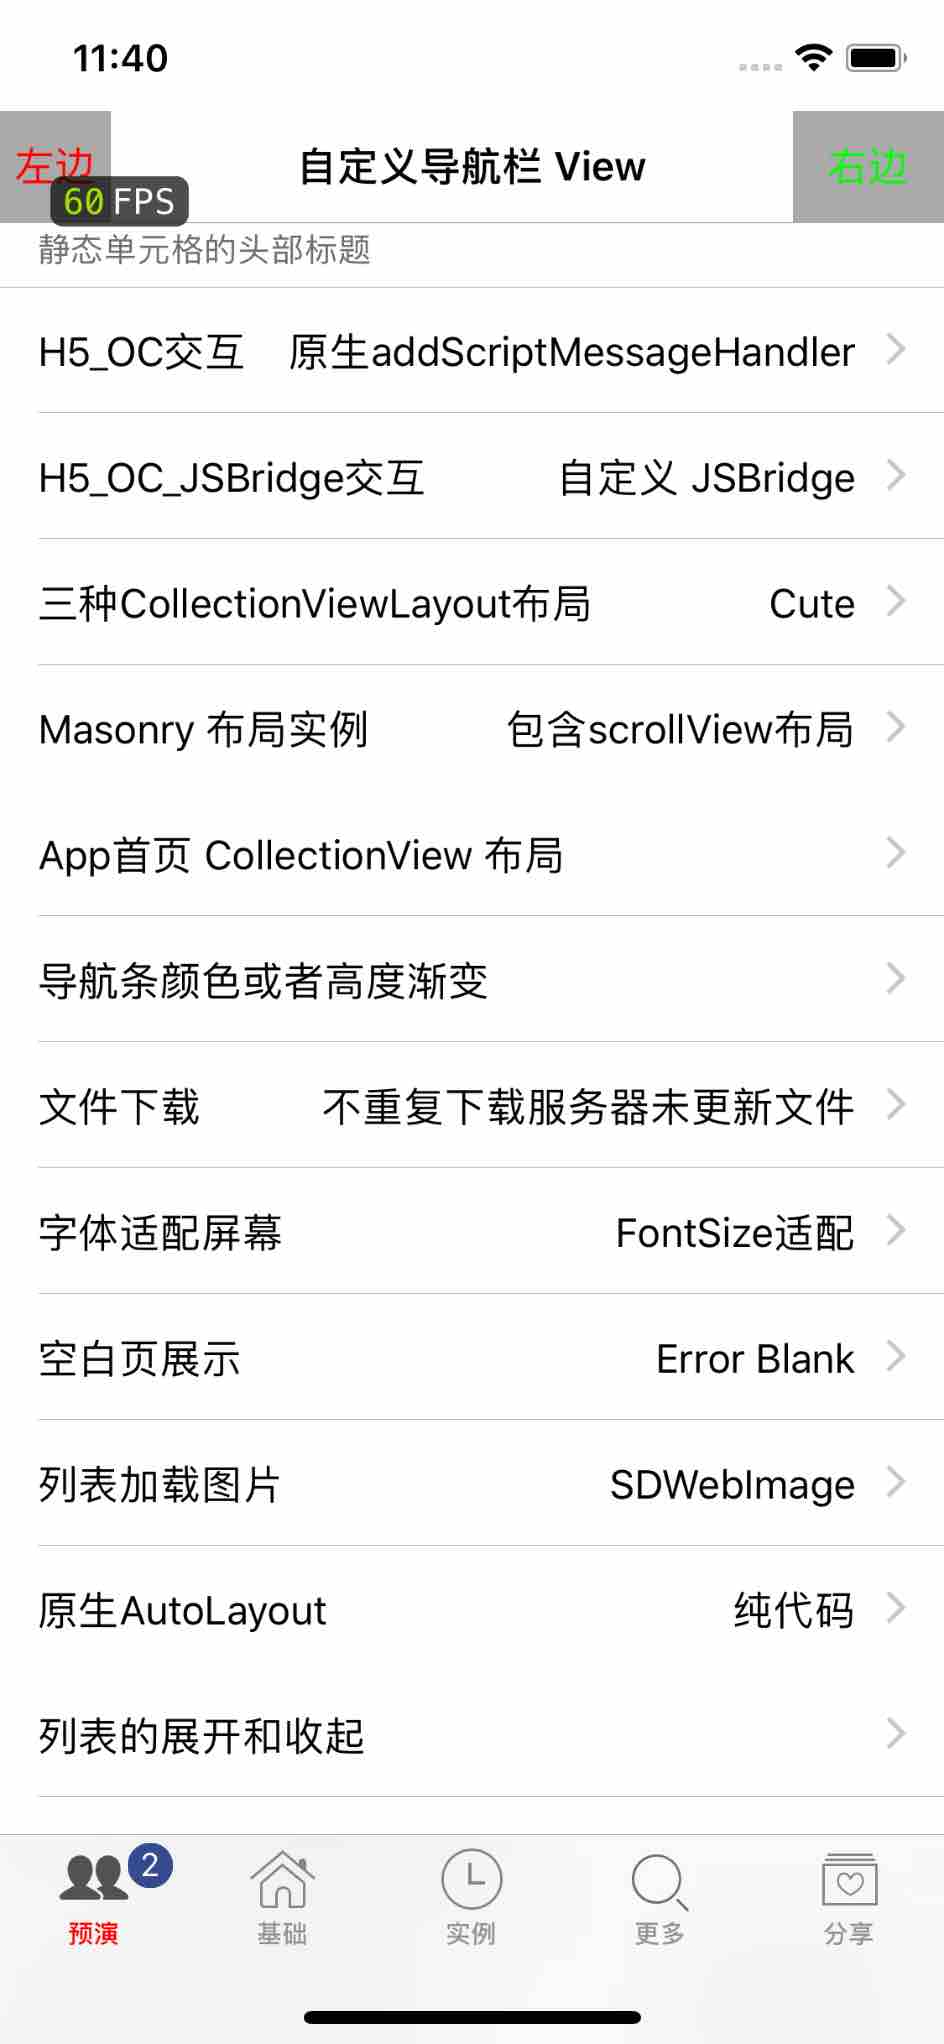 11:40
左边
自定义导航栏 View
右边
60 FPS
静态单元格的头部标题
H5_OC交互 原生addScriptMessageHandler
H5_OC_JSBridge交互 自定义 JSBridge
三种CollectionViewLayout布局 Cute
Masonry 布局实例 包含scrollView布局
App首页 CollectionView 布局
导航条颜色或者高度渐变
文件下载 不重复下载服务器未更新文件
字体适配屏幕 FontSize适配
空白页展示 Error Blank
列表加载图片 SDWebImage
原生AutoLayout 纯代码
列表的展开和收起
2
预演 基础 实例 更多 分享